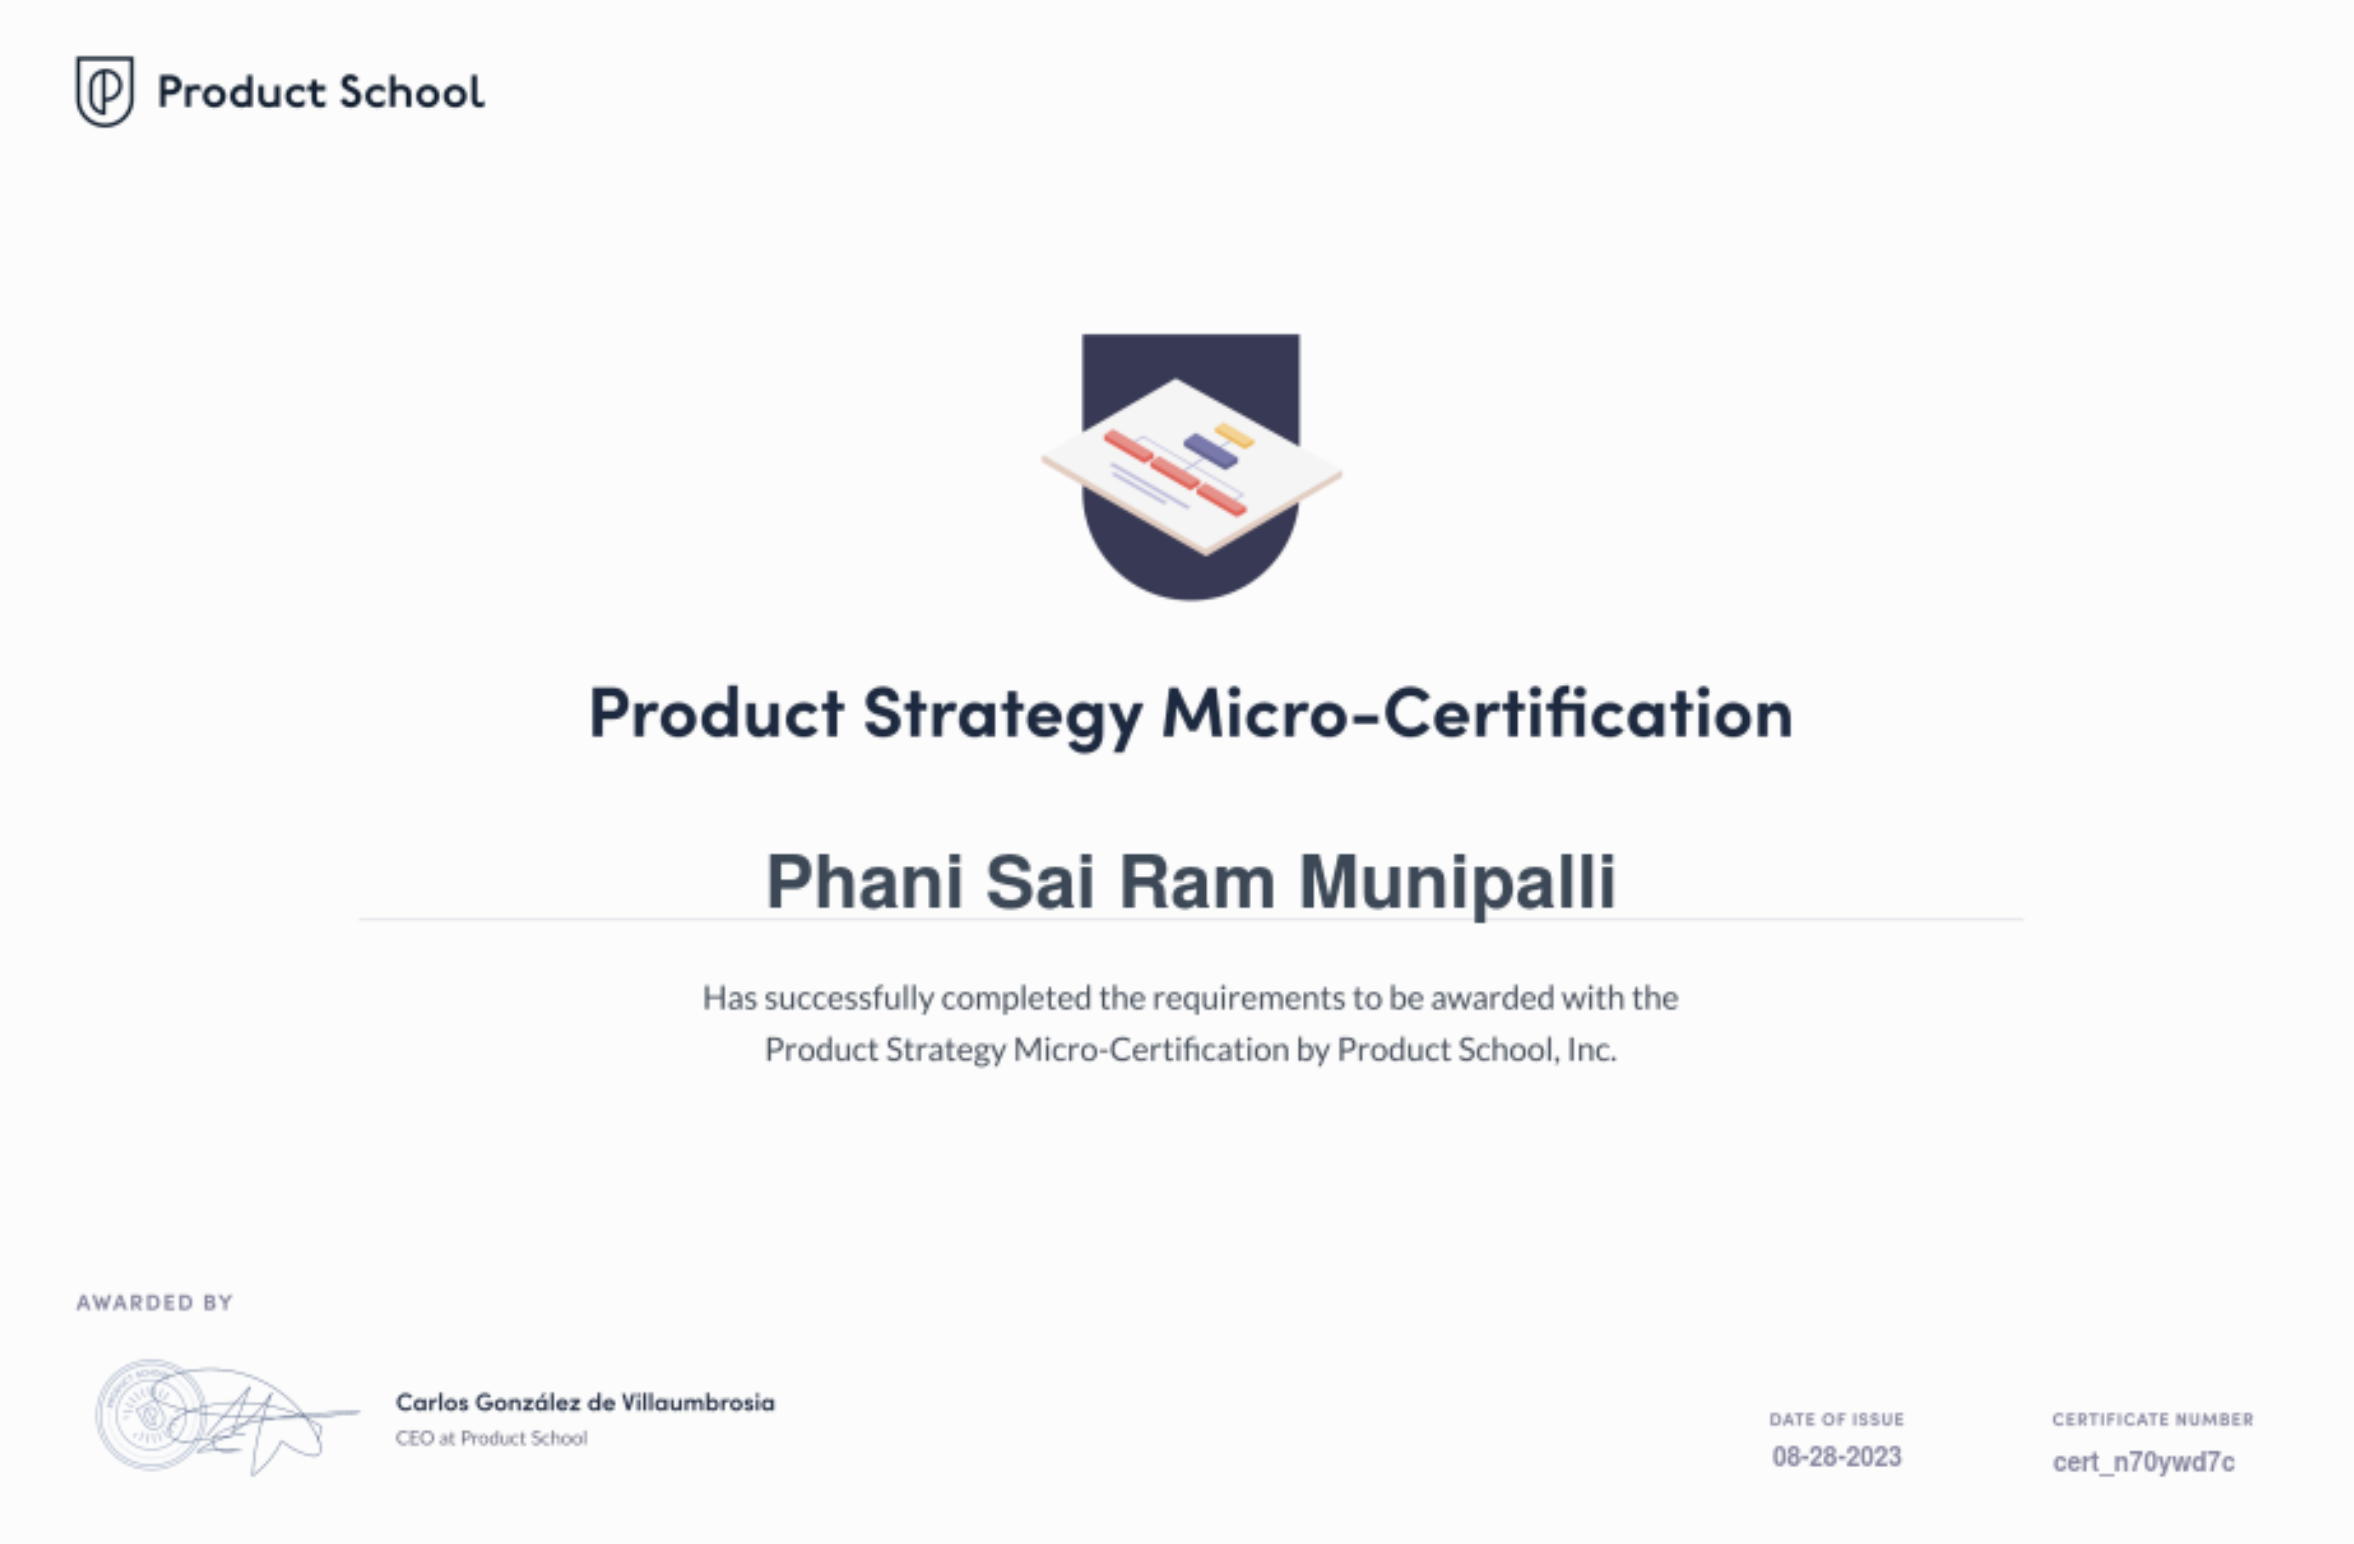 Product School
Product Strategy Micro-Certification
Phani Sai Ram Munipalli
Has successfully completed the requirements to be awarded with the
Product Strategy Micro-Certification by Product School, Inc.
AWARDED BY
PRODUCT SCHOOL
Carlos González de Villaumbrosia
CEO at Product School
DATE OF ISSUE
08-28-2023
CERTIFICATE NUMBER
cert_n70ywd7c